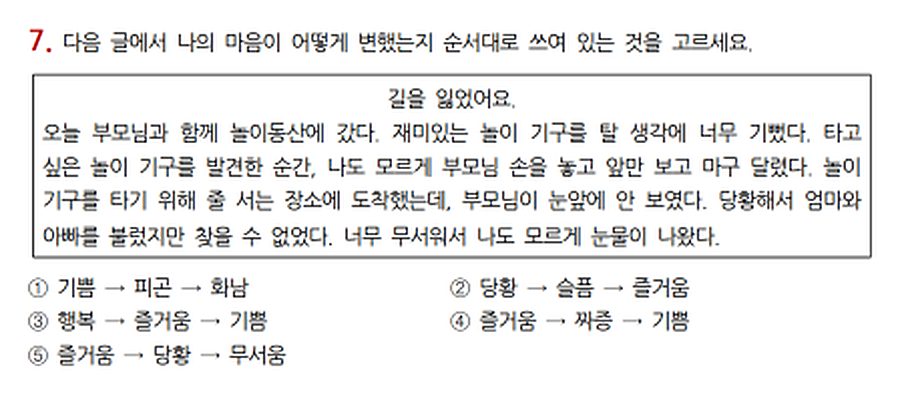 7. 다음 글에서 나의 마음이 어떻게 변했는지 순서대로 쓰여 있는 것을 고르세요.
길을 잃었어요.
오늘 부모님과 함께 놀이동산에 갔다. 재미있는 놀이 기구를 탈 생각에 너무 기뻤다. 타고
싶은 놀이 기구를 발견한 순간, 나도 모르게 부모님 손을 놓고 앞만 보고 마구 달렸다. 놀이
기구를 타기 위해 줄 서는 장소에 도착했는데, 부모님이 눈앞에 안 보였다. 당황해서 엄마와
아빠를 불렀지만 찾을 수 없었다. 너무 무서워서 나도 모르게 눈물이 나왔다.
① 기쁨 → 피곤 → 화남 ② 당황 → 슬픔 → 즐거움
③ 행복 → 즐거움 → 기쁨 ④ 즐거움 → 짜증 → 기쁨
⑤ 즐거움 → 당황 → 무서움